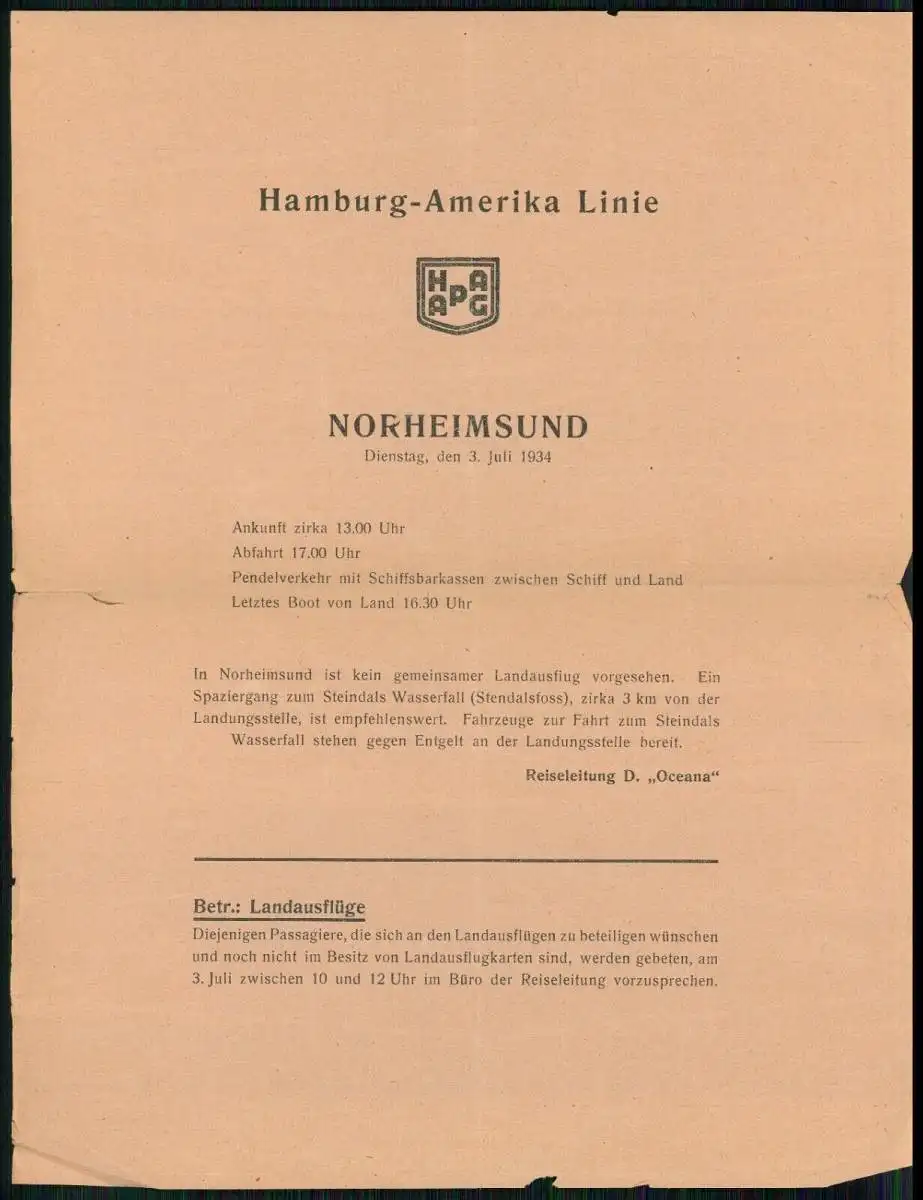 Hamburg-Amerika Linie
H A
P
A G
NORHEIMSUND
Dienstag, den 3. Juli 1934
Ankunft zirka 13.00 Uhr
Abfahrt 17.00 Uhr
Pendelverkehr mit Schiffsbarkassen zwischen Schiff und Land
Letztes Boot von Land 16.30 Uhr
In Norheimsund ist kein gemeinsamer Landausflug vorgesehen. Ein
Spaziergang zum Steindals Wasserfall (Stendalsfoss), zirka 3 km von der
Landungsstelle, ist empfehlenswert. Fahrzeuge zur Fahrt zum Steindals
Wasserfall stehen gegen Entgelt an der Landungsstelle bereit.
Reiseleitung D. „Oceana“
Betr.: Landausflüge
Diejenigen Passagiere, die sich an den Landausflügen zu beteiligen wünschen
und noch nicht im Besitz von Landausflugkarten sind, werden gebeten, am
3. Juli zwischen 10 und 12 Uhr im Büro der Reiseleitung vorzusprechen.